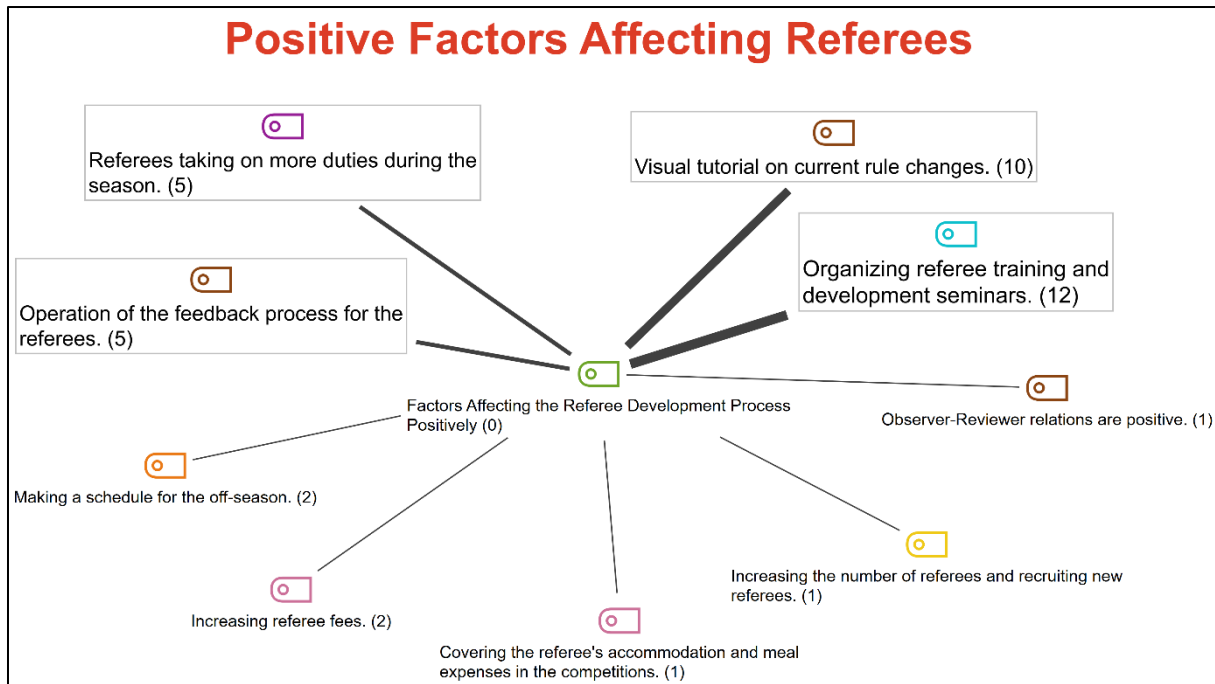 Positive Factors Affecting Referees
Referees taking on more duties during the
season. (5)
Visual tutorial on current rule changes. (10)
Organizing referee training and
development seminars. (12)
Operation of the feedback process for the
referees. (5)
Factors Affecting the Referee Development Process
Positively (0)
Observer-Reviewer relations are positive. (1)
Making a schedule for the off-season. (2)
Increasing the number of referees and recruiting new
referees. (1)
Increasing referee fees. (2)
Covering the referee's accommodation and meal
expenses in the competitions. (1)